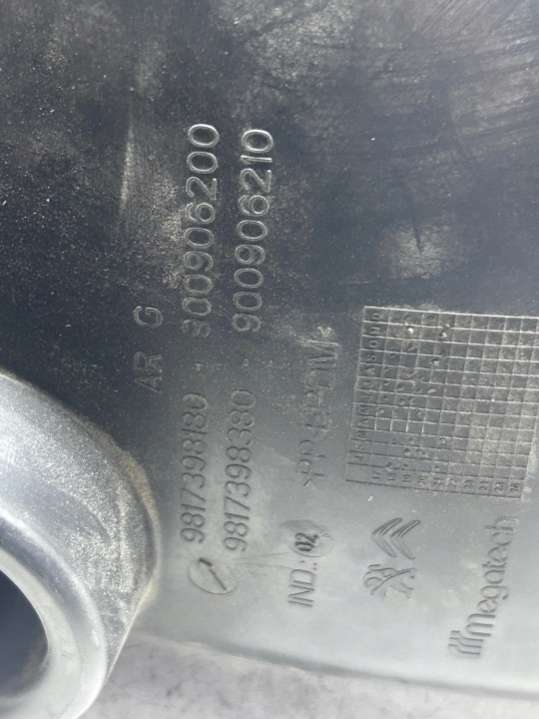 AR G
9817398180 - 900906200
9817398380 - 900906210
IND.: 02 >PP-EPDM<
Megatech